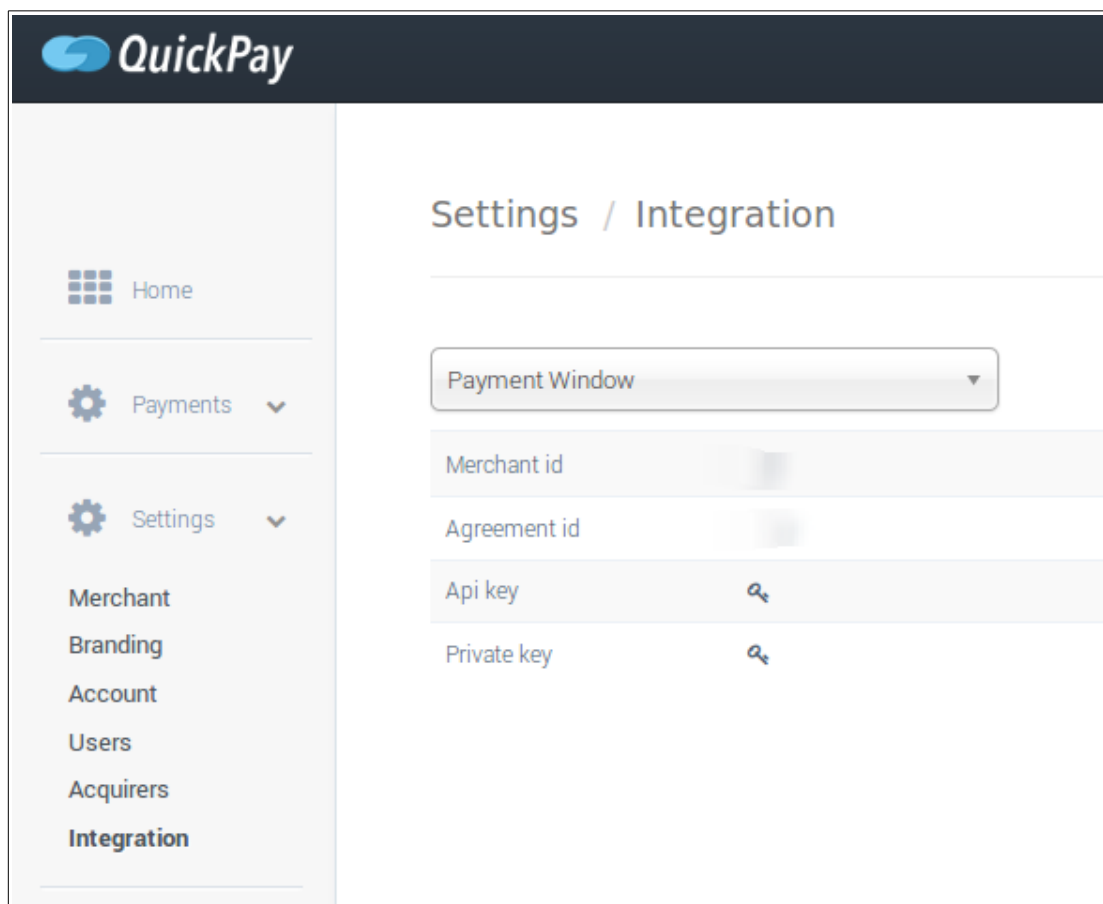 QuickPay
Settings / Integration
Home
Payments
Settings
Merchant
Branding
Account
Users
Acquirers
Integration
Payment Window
Merchant id
Agreement id
Api key
Private key